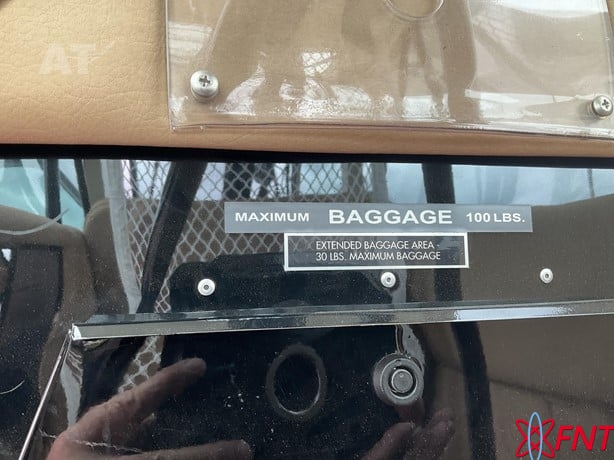 AT
MAXIMUM BAGGAGE 100 LBS.
EXTENDED BAGGAGE AREA -
30 LBS. MAXIMUM BAGGAGE
FNT